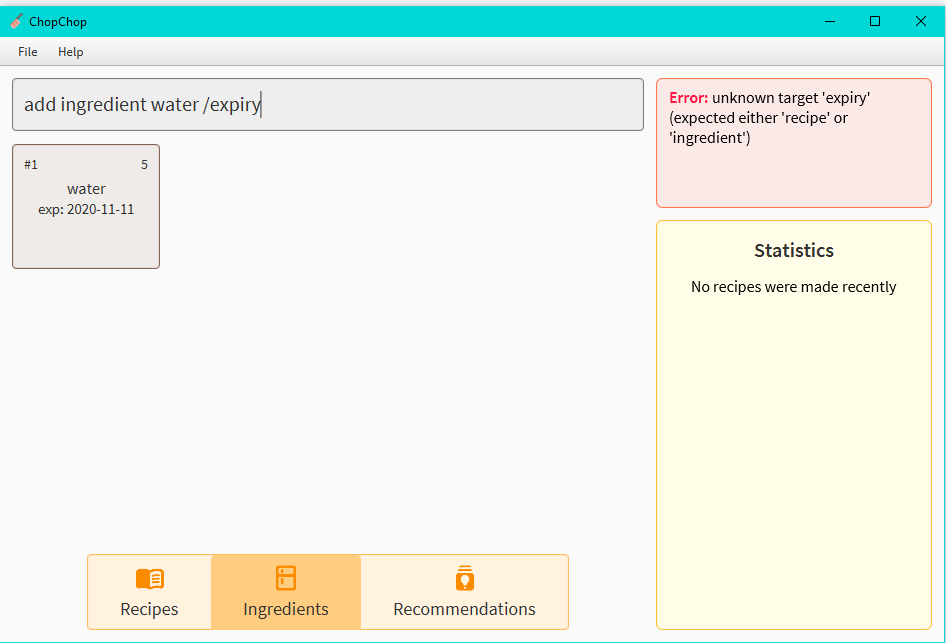 ChopChop
File Help
add ingredient water /expiry
Error: unknown target 'expiry'
(expected either 'recipe' or
'ingredient')
#1 5
water
exp: 2020-11-11
Statistics
No recipes were made recently
Recipes Ingredients Recommendations